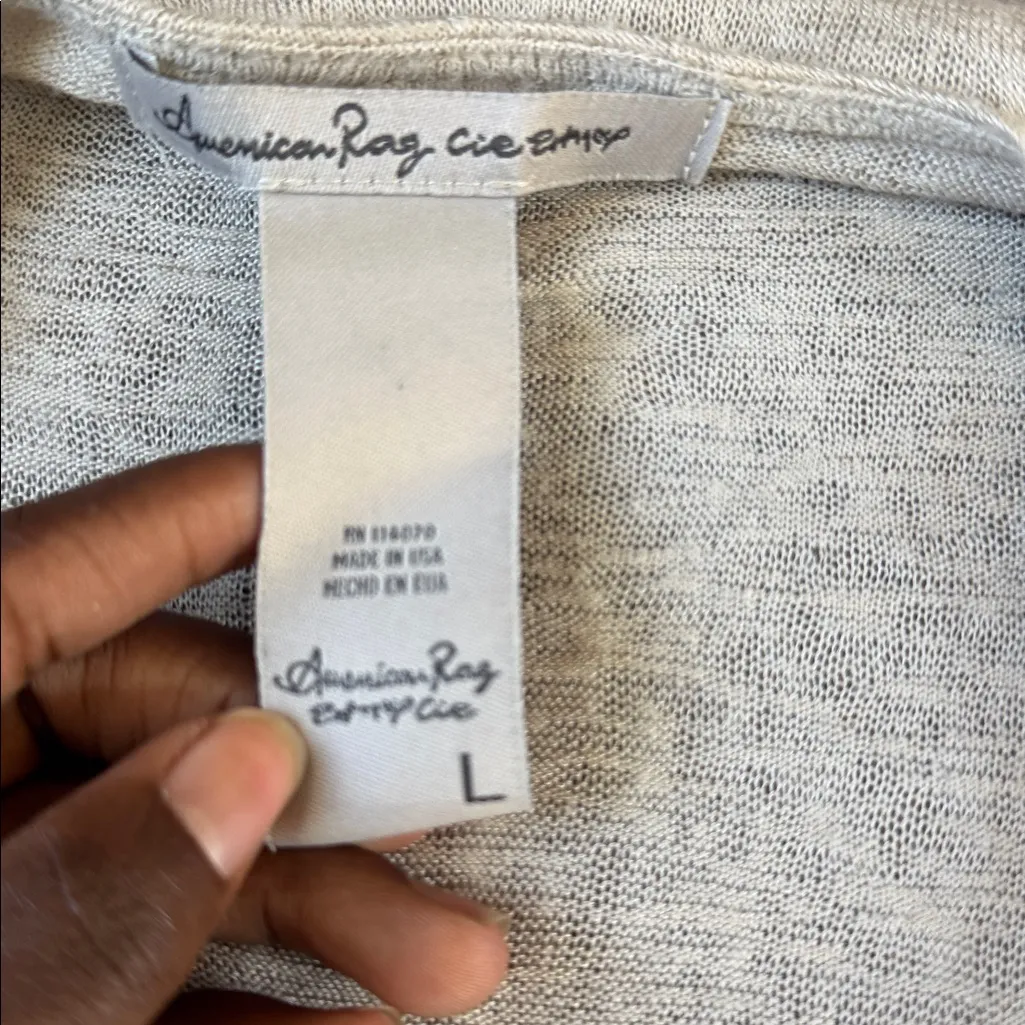 American Rag Cie
RN 114070
MADE IN USA
HECHO EN EUA
American Rag
Cie
L